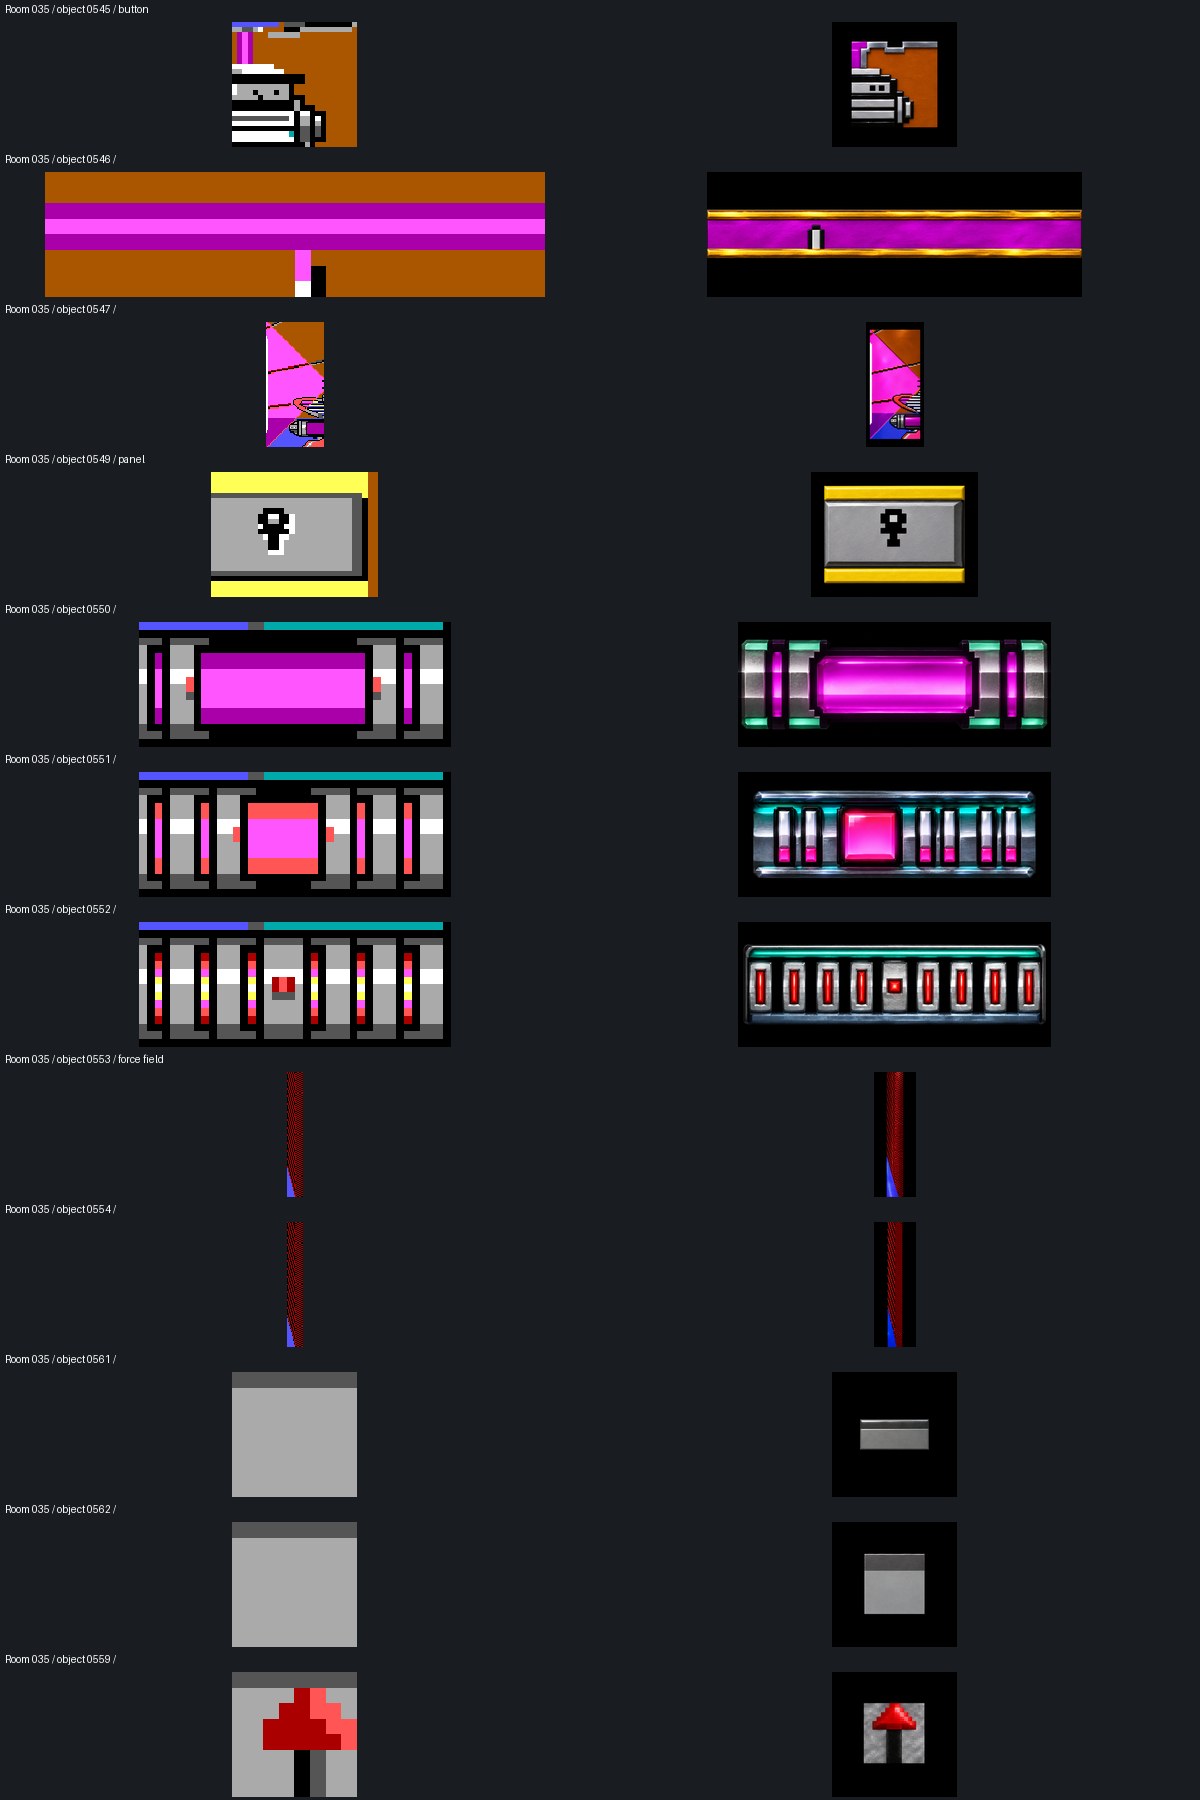 Room 035 / object 0545 / button
Room 035 / object 0546 /
Room 035 / object 0547 /
Room 035 / object 0549 / panel
Room 035 / object 0550 /
Room 035 / object 0551 /
Room 035 / object 0552 /
Room 035 / object 0553 / force field
Room 035 / object 0554 /
Room 035 / object 0561 /
Room 035 / object 0562 /
Room 035 / object 0559 /